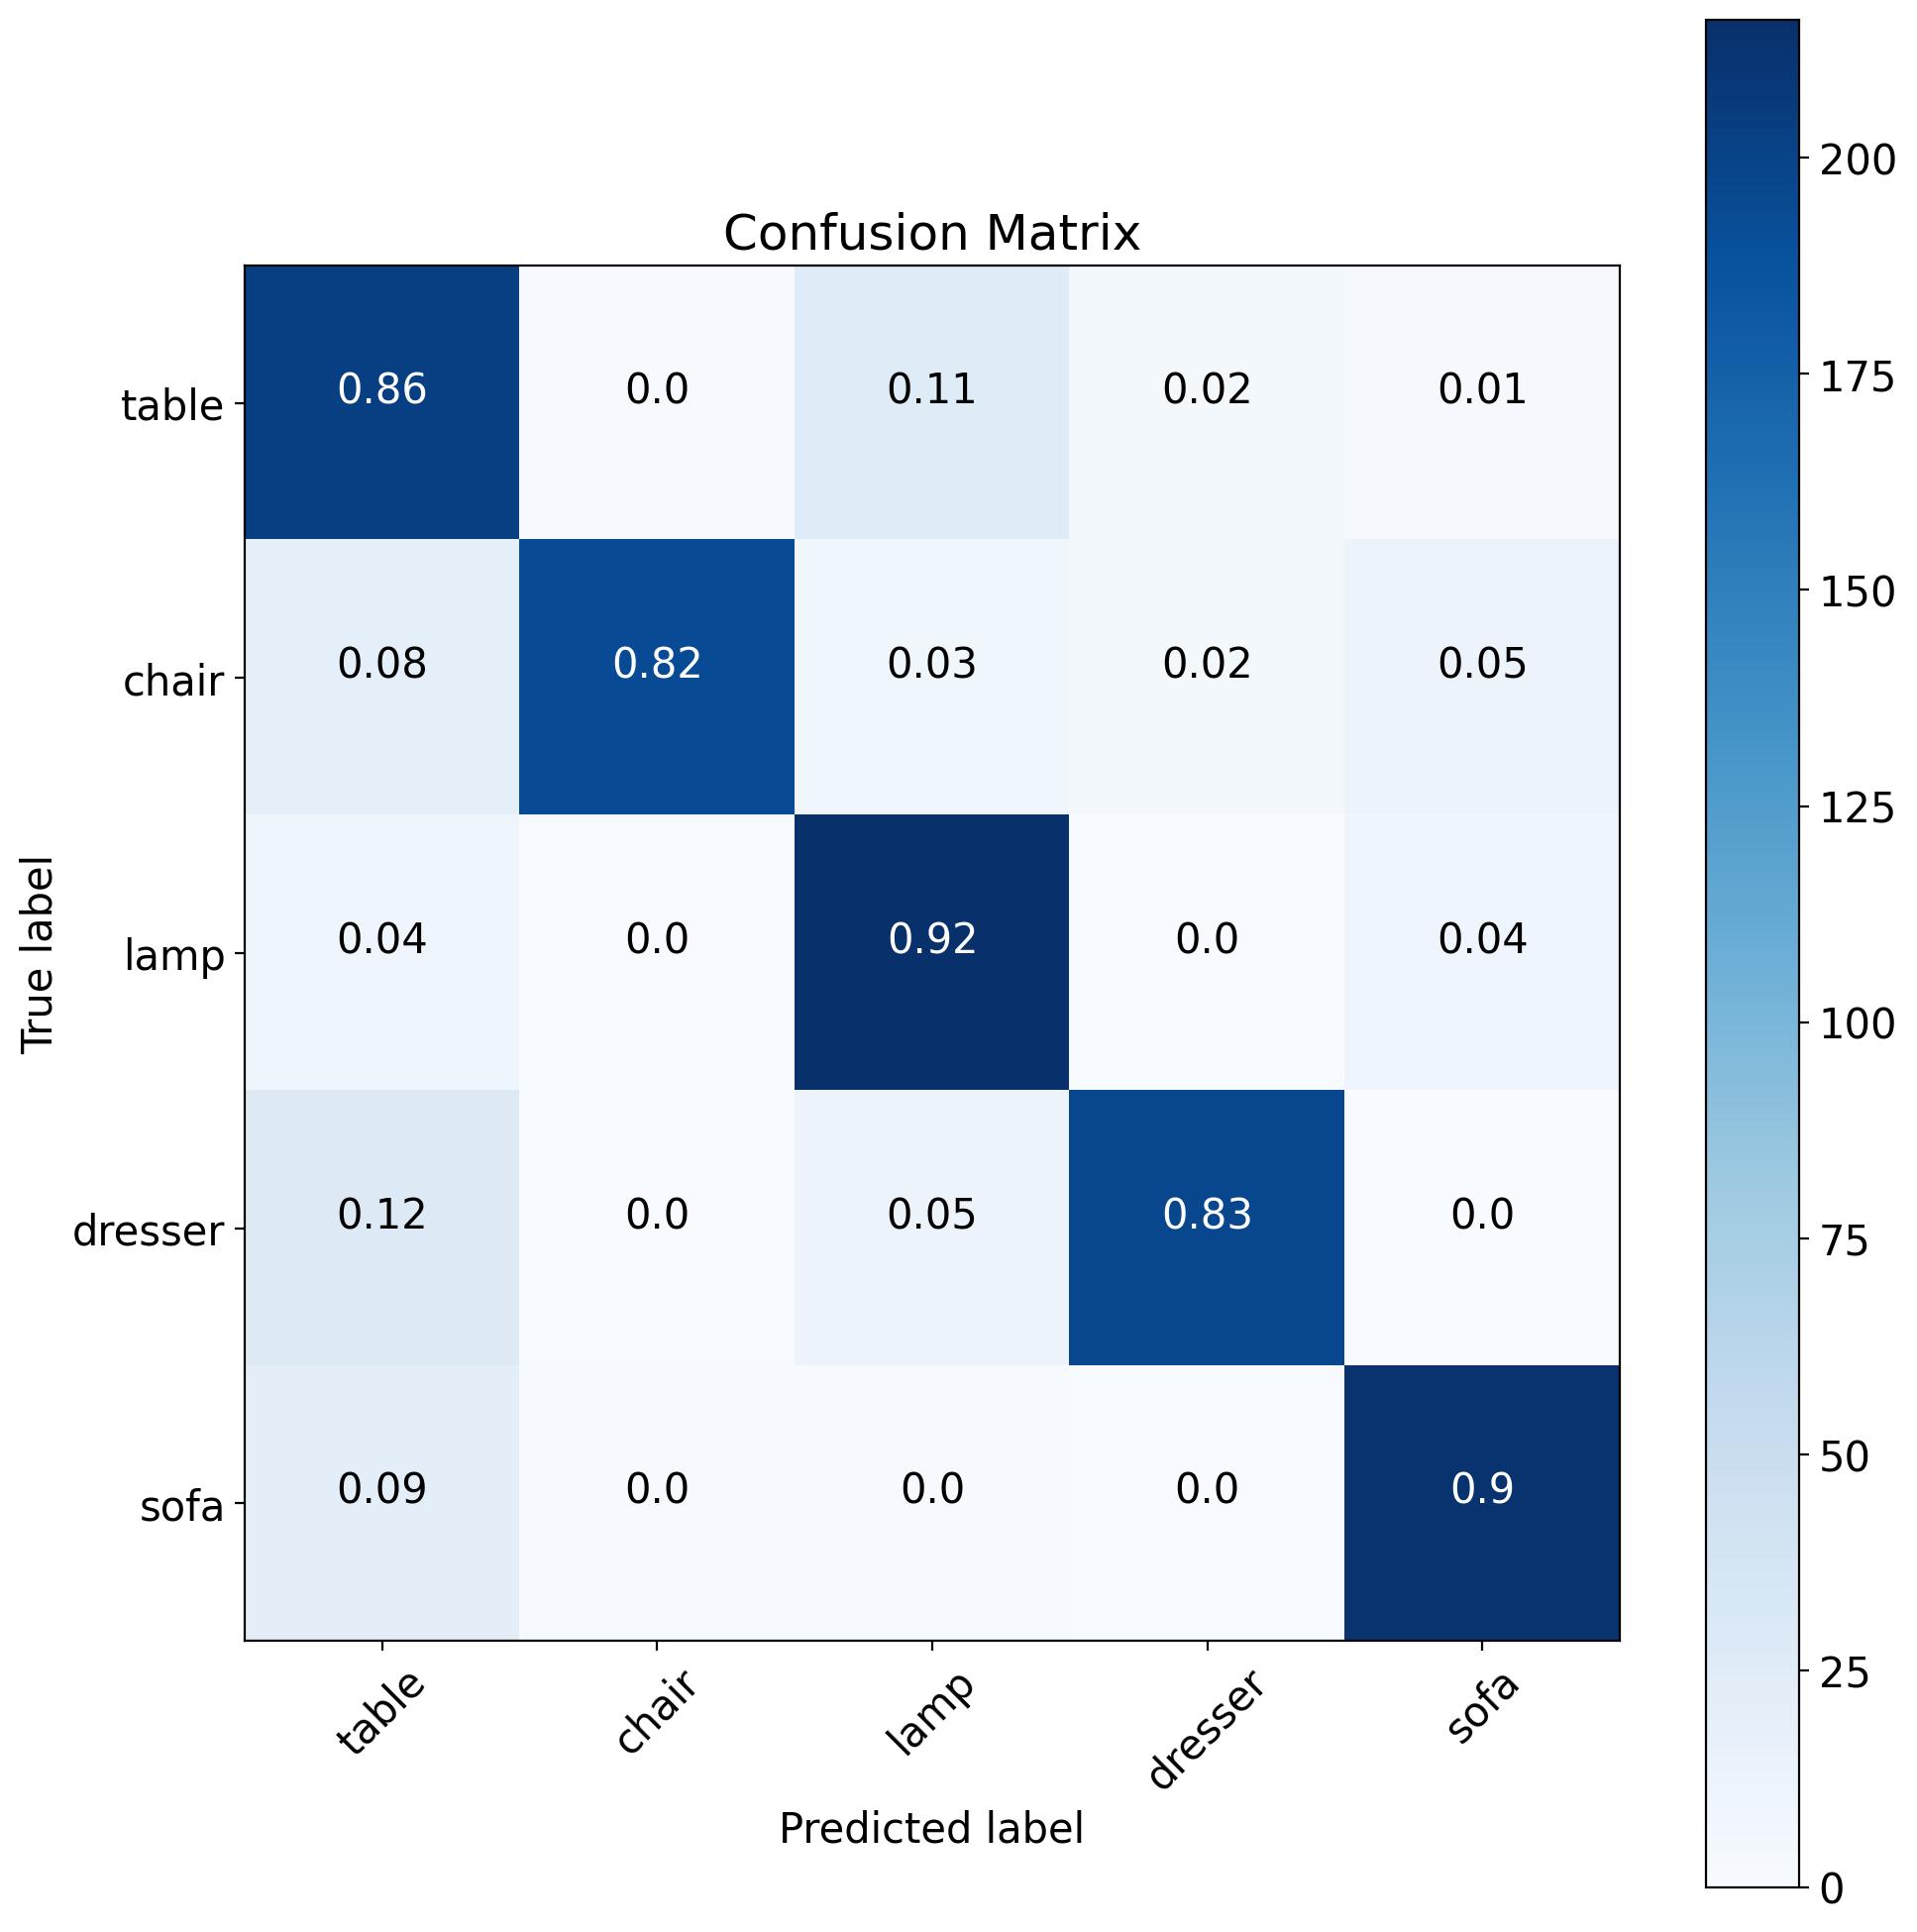 Confusion Matrix
table 0.86 0.0 0.11 0.02 0.01
chair 0.08 0.82 0.03 0.02 0.05
lamp 0.04 0.0 0.92 0.0 0.04
dresser 0.12 0.0 0.05 0.83 0.0
sofa 0.09 0.0 0.0 0.0 0.9
table chair lamp dresser sofa
Predicted label
True label
200
175
150
125
100
75
50
25
0